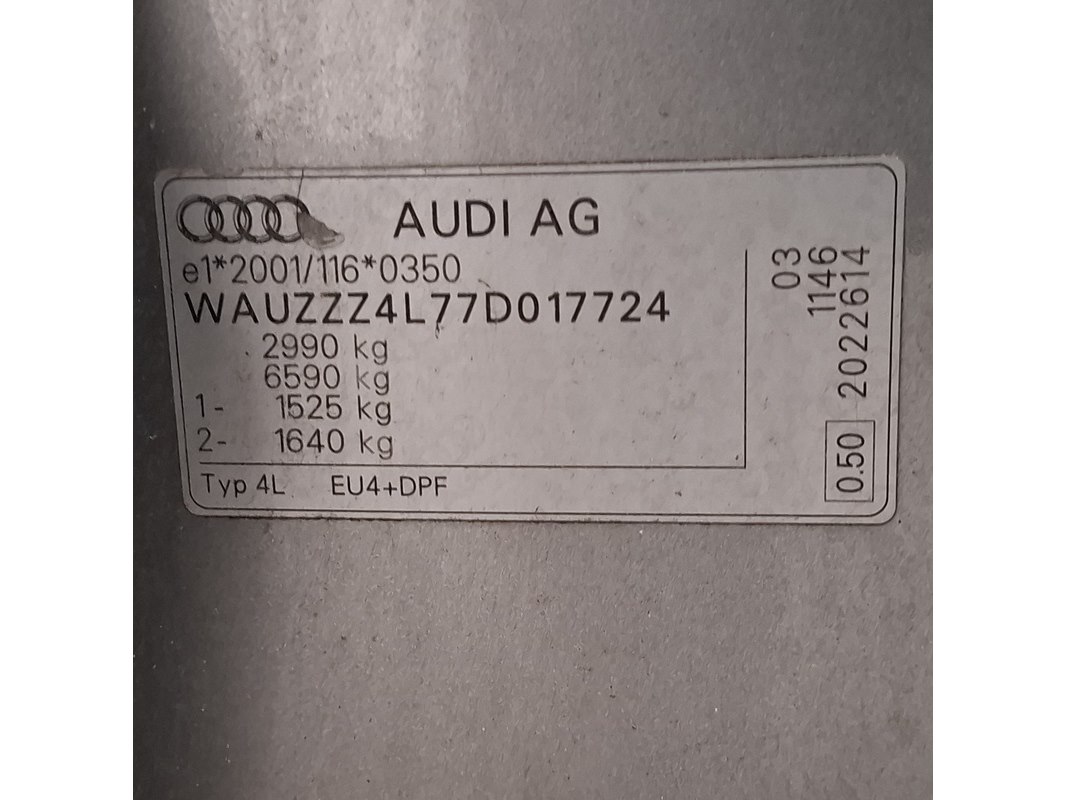 AUDI AG
e1*2001/116*0350
WAUZZZ4L77D017724
2990 kg
6590 kg
1- 1525 kg
2- 1640 kg
Typ 4L EU4+DPF
03
1146
2022614
0.50